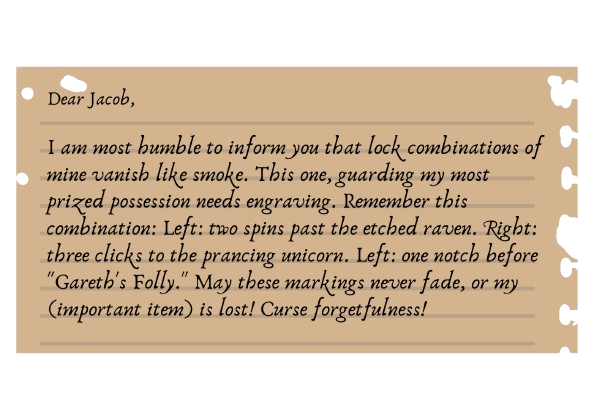 Dear Jacob,
I am most humble to inform you that lock combinations of
mine vanish like smoke. This one, guarding my most
prized possession needs engraving. Remember this
combination: Left: two spins past the etched raven. Right:
three clicks to the prancing unicorn. Left: one notch before
"Gareth's Folly." May these markings never fade, or my
(important item) is lost! Curse forgetfulness!